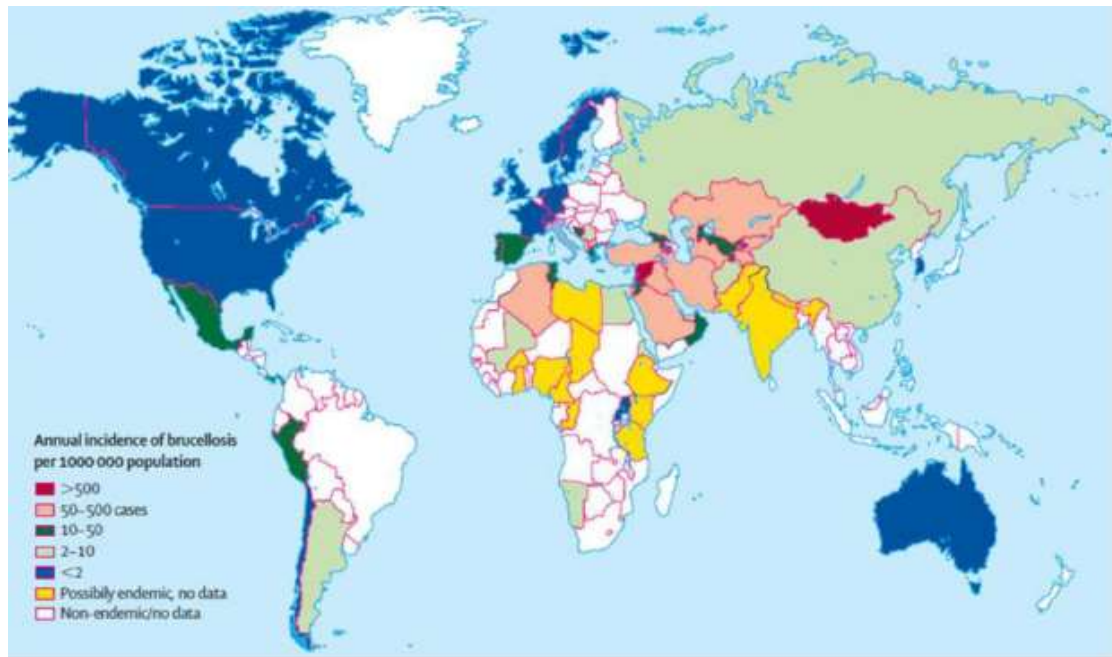 Annual incidence of brucellosis
per 1000 000 population
>500
50–500 cases
10–50
2–10
<2
Possibily endemic, no data
Non-endemic/no data